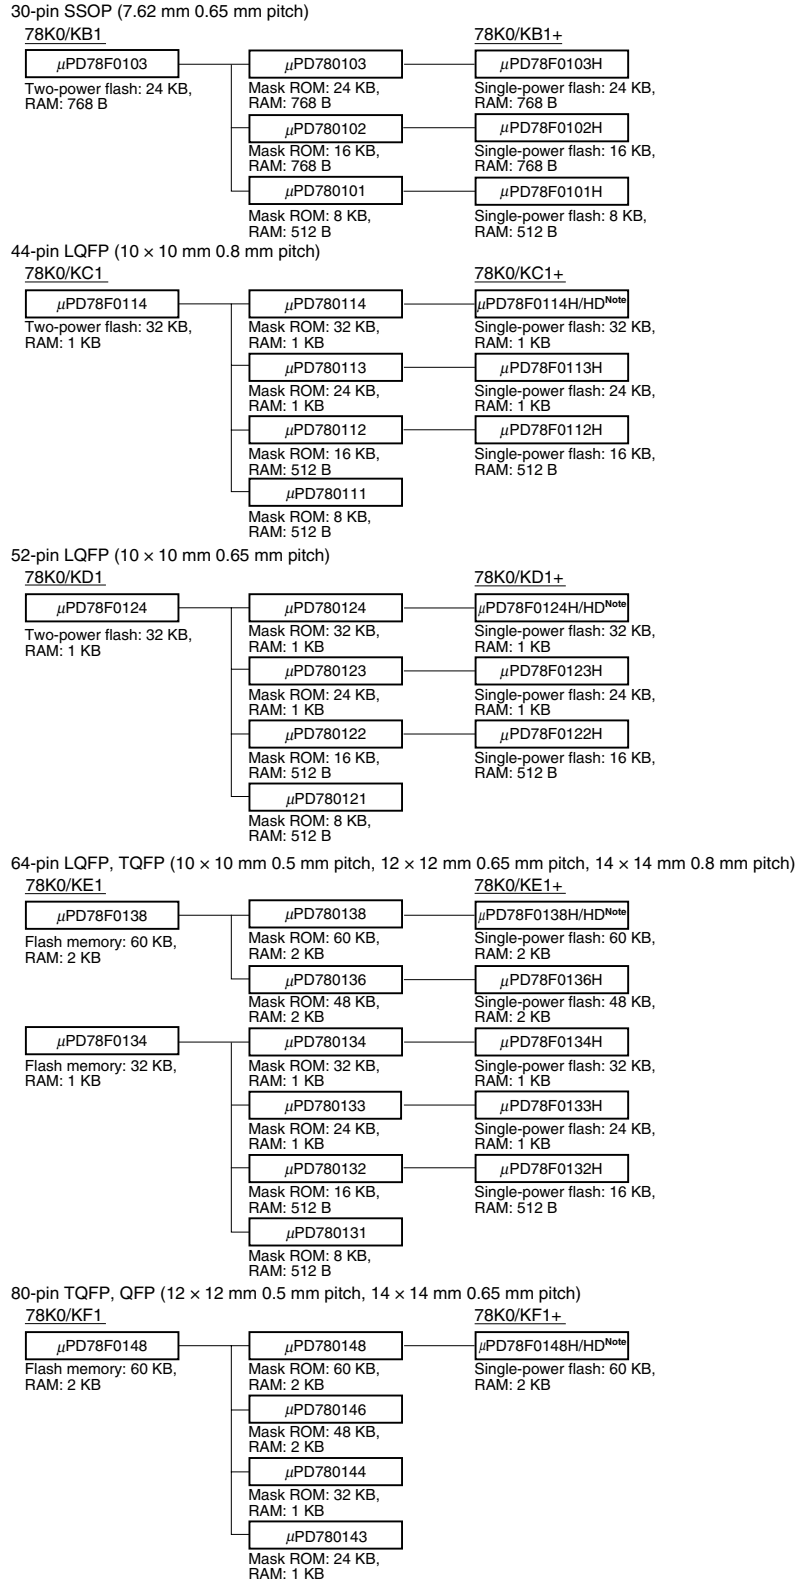 30-pin SSOP (7.62 mm 0.65 mm pitch)
78K0/KB1 78K0/KB1+
μPD78F0103 μPD780103 μPD78F0103H
Two-power flash: 24 KB, Mask ROM: 24 KB, Single-power flash: 24 KB,
RAM: 768 B RAM: 768 B RAM: 768 B
μPD780102 μPD78F0102H
Mask ROM: 16 KB, Single-power flash: 16 KB,
RAM: 768 B RAM: 768 B
μPD780101 μPD78F0101H
Mask ROM: 8 KB, Single-power flash: 8 KB,
RAM: 512 B RAM: 512 B
44-pin LQFP (10 × 10 mm 0.8 mm pitch)
78K0/KC1 78K0/KC1+
μPD78F0114 μPD780114 μPD78F0114H/HDNote
Two-power flash: 32 KB, Mask ROM: 32 KB, Single-power flash: 32 KB,
RAM: 1 KB RAM: 1 KB RAM: 1 KB
μPD780113 μPD78F0113H
Mask ROM: 24 KB, Single-power flash: 24 KB,
RAM: 1 KB RAM: 1 KB
μPD780112 μPD78F0112H
Mask ROM: 16 KB, Single-power flash: 16 KB,
RAM: 512 B RAM: 512 B
μPD780111
Mask ROM: 8 KB,
RAM: 512 B
52-pin LQFP (10 × 10 mm 0.65 mm pitch)
78K0/KD1 78K0/KD1+
μPD78F0124 μPD780124 μPD78F0124H/HDNote
Two-power flash: 32 KB, Mask ROM: 32 KB, Single-power flash: 32 KB,
RAM: 1 KB RAM: 1 KB RAM: 1 KB
μPD780123 μPD78F0123H
Mask ROM: 24 KB, Single-power flash: 24 KB,
RAM: 1 KB RAM: 1 KB
μPD780122 μPD78F0122H
Mask ROM: 16 KB, Single-power flash: 16 KB,
RAM: 512 B RAM: 512 B
μPD780121
Mask ROM: 8 KB,
RAM: 512 B
64-pin LQFP, TQFP (10 × 10 mm 0.5 mm pitch, 12 × 12 mm 0.65 mm pitch, 14 × 14 mm 0.8 mm pitch)
78K0/KE1 78K0/KE1+
μPD78F0138 μPD780138 μPD78F0138H/HDNote
Flash memory: 60 KB, Mask ROM: 60 KB, Single-power flash: 60 KB,
RAM: 2 KB RAM: 2 KB RAM: 2 KB
μPD780136 μPD78F0136H
Mask ROM: 48 KB, Single-power flash: 48 KB,
RAM: 2 KB RAM: 2 KB
μPD78F0134 μPD780134 μPD78F0134H
Flash memory: 32 KB, Mask ROM: 32 KB, Single-power flash: 32 KB,
RAM: 1 KB RAM: 1 KB RAM: 1 KB
μPD780133 μPD78F0133H
Mask ROM: 24 KB, Single-power flash: 24 KB,
RAM: 1 KB RAM: 1 KB
μPD780132 μPD78F0132H
Mask ROM: 16 KB, Single-power flash: 16 KB,
RAM: 512 B RAM: 512 B
μPD780131
Mask ROM: 8 KB,
RAM: 512 B
80-pin TQFP, QFP (12 × 12 mm 0.5 mm pitch, 14 × 14 mm 0.65 mm pitch)
78K0/KF1 78K0/KF1+
μPD78F0148 μPD780148 μPD78F0148H/HDNote
Flash memory: 60 KB, Mask ROM: 60 KB, Single-power flash: 60 KB,
RAM: 2 KB RAM: 2 KB RAM: 2 KB
μPD780146
Mask ROM: 48 KB,
RAM: 2 KB
μPD780144
Mask ROM: 32 KB,
RAM: 1 KB
μPD780143
Mask ROM: 24 KB,
RAM: 1 KB